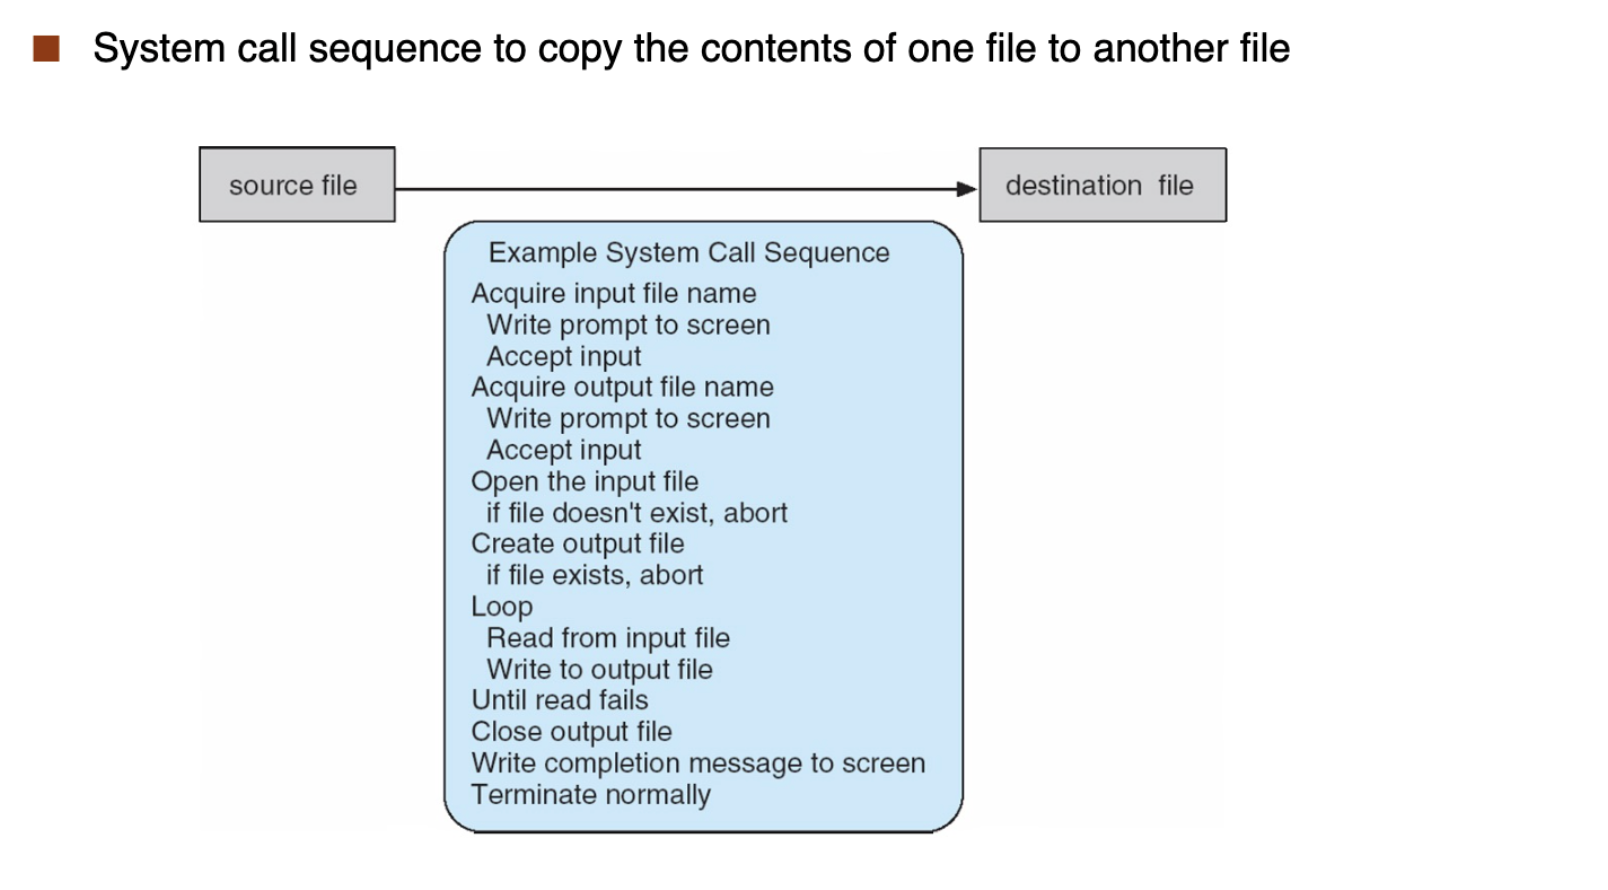 System call sequence to copy the contents of one file to another file
source file
destination file
Example System Call Sequence
Acquire input file name
Write prompt to screen
Accept input
Acquire output file name
Write prompt to screen
Accept input
Open the input file
if file doesn't exist, abort
Create output file
if file exists, abort
Loop
Read from input file
Write to output file
Until read fails
Close output file
Write completion message to screen
Terminate normally